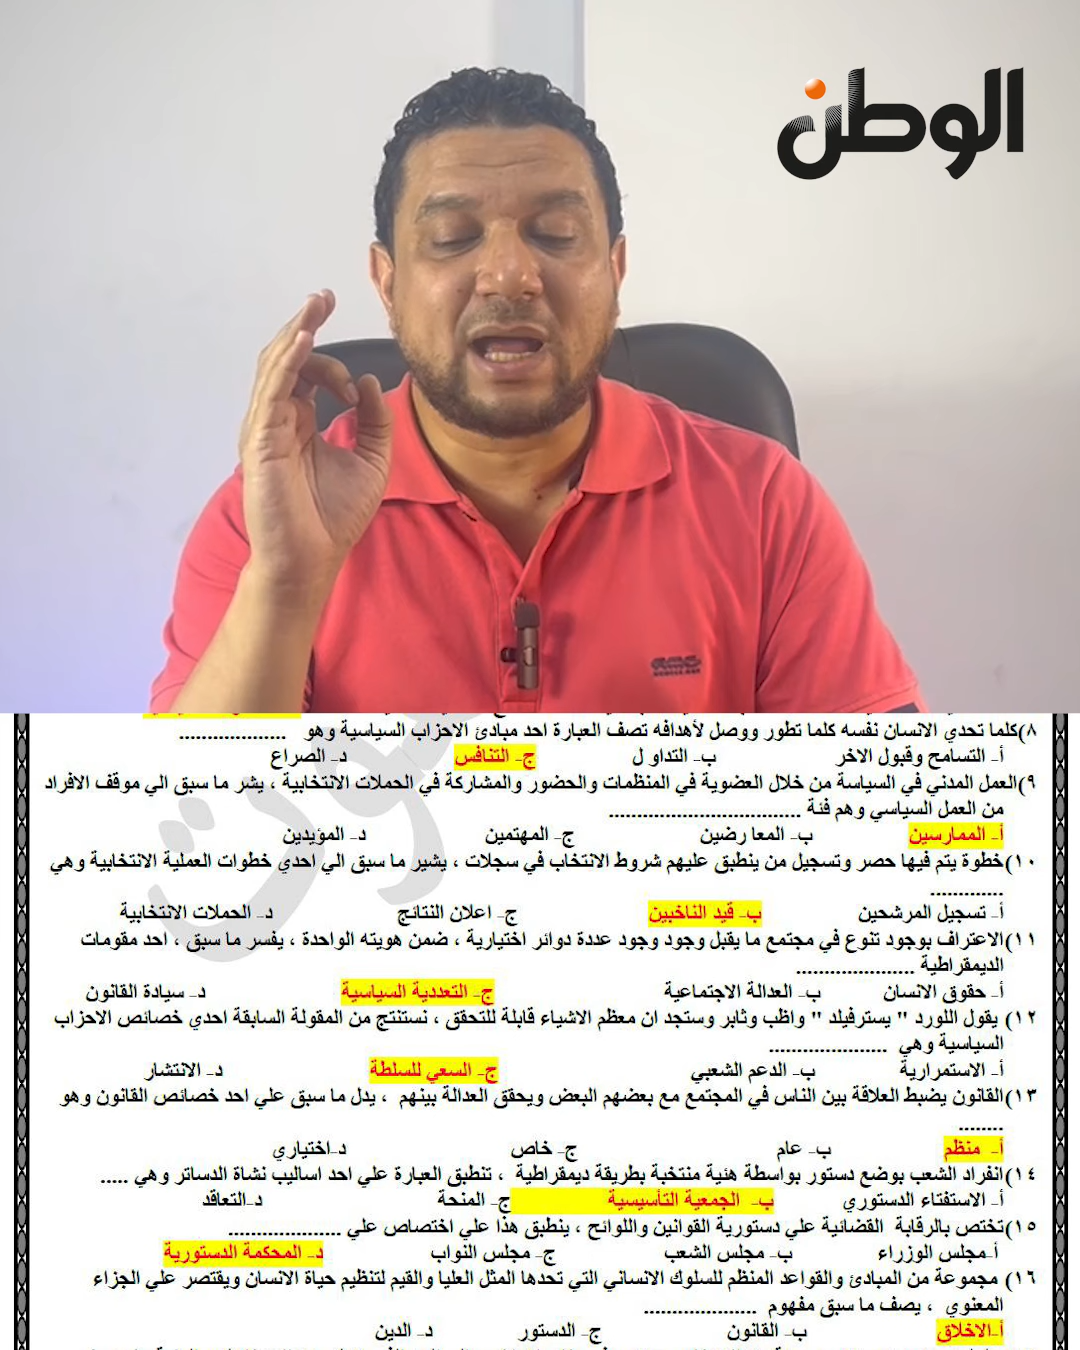 الوطن
٨)كلما تحدي الانسان نفسه كلما تطور ووصل لأهدافه تصف العبارة احد مبادئ الاحزاب السياسية وهو ...................
أ- التسامح وقبول الاخر ب- التداو ل ج- التنافس د- الصراع
٩)العمل المدني في السياسة من خلال العضوية في المنظمات والحضور والمشاركة في الحملات الانتخابية ، يشر ما سبق الي موقف الافراد
من العمل السياسي وهم فئة ..................................
أ- الممارسين ب- المعا رضين ج- المهتمين د- المؤيدين
١٠)خطوة يتم فيها حصر وتسجيل من ينطبق عليهم شروط الانتخاب في سجلات ، يشير ما سبق الي احدي خطوات العملية الانتخابية وهي
.............
أ- تسجيل المرشحين ب- قيد الناخبين ج- اعلان النتائج د- الحملات الانتخابية
١١)الاعتراف بوجود تنوع في مجتمع ما يقبل وجود وجود عددة دوائر اختيارية ، ضمن هويته الواحدة ، يفسر ما سبق ، احد مقومات
الديمقراطية .....................
أ- حقوق الانسان ب- العدالة الاجتماعية ج- التعددية السياسية د- سيادة القانون
١٢) يقول اللورد " يسترفيلد " واظب وثابر وستجد ان معظم الاشياء قابلة للتحقق ، نستنتج من المقولة السابقة احدي خصائص الاحزاب
السياسية وهي .....................
أ- الاستمرارية ب- الدعم الشعبي ج- السعي للسلطة د- الانتشار
١٣)القانون يضبط العلاقة بين الناس في المجتمع مع بعضهم البعض ويحقق العدالة بينهم ، يدل ما سبق علي احد خصائص القانون وهو
........
أ- منظم ب- عام ج- خاص د-اختياري
١٤)انفراد الشعب بوضع دستور بواسطة هئية منتخبة بطريقة ديمقراطية ، تنطبق العبارة علي احد اساليب نشاة الدساتر وهي .....
أ- الاستفتاء الدستوري ب- الجمعية التأسيسية ج- المنحة د-التعاقد
١٥)تختص بالرقابة القضائية علي دستورية القوانين واللوائح ، ينطبق هذا علي اختصاص علي ....................
أ-مجلس الوزراء ب- مجلس الشعب ج- مجلس النواب د- المحكمة الدستورية
١٦) مجموعة من المبادئ والقواعد المنظم للسلوك الانساني التي تحدها المثل العليا والقيم لتنظيم حياة الانسان ويقتصر علي الجزاء
المعنوي ، يصف ما سبق مفهوم ....................
أ-الاخلاق ب- القانون ج- الدستور د- الدين